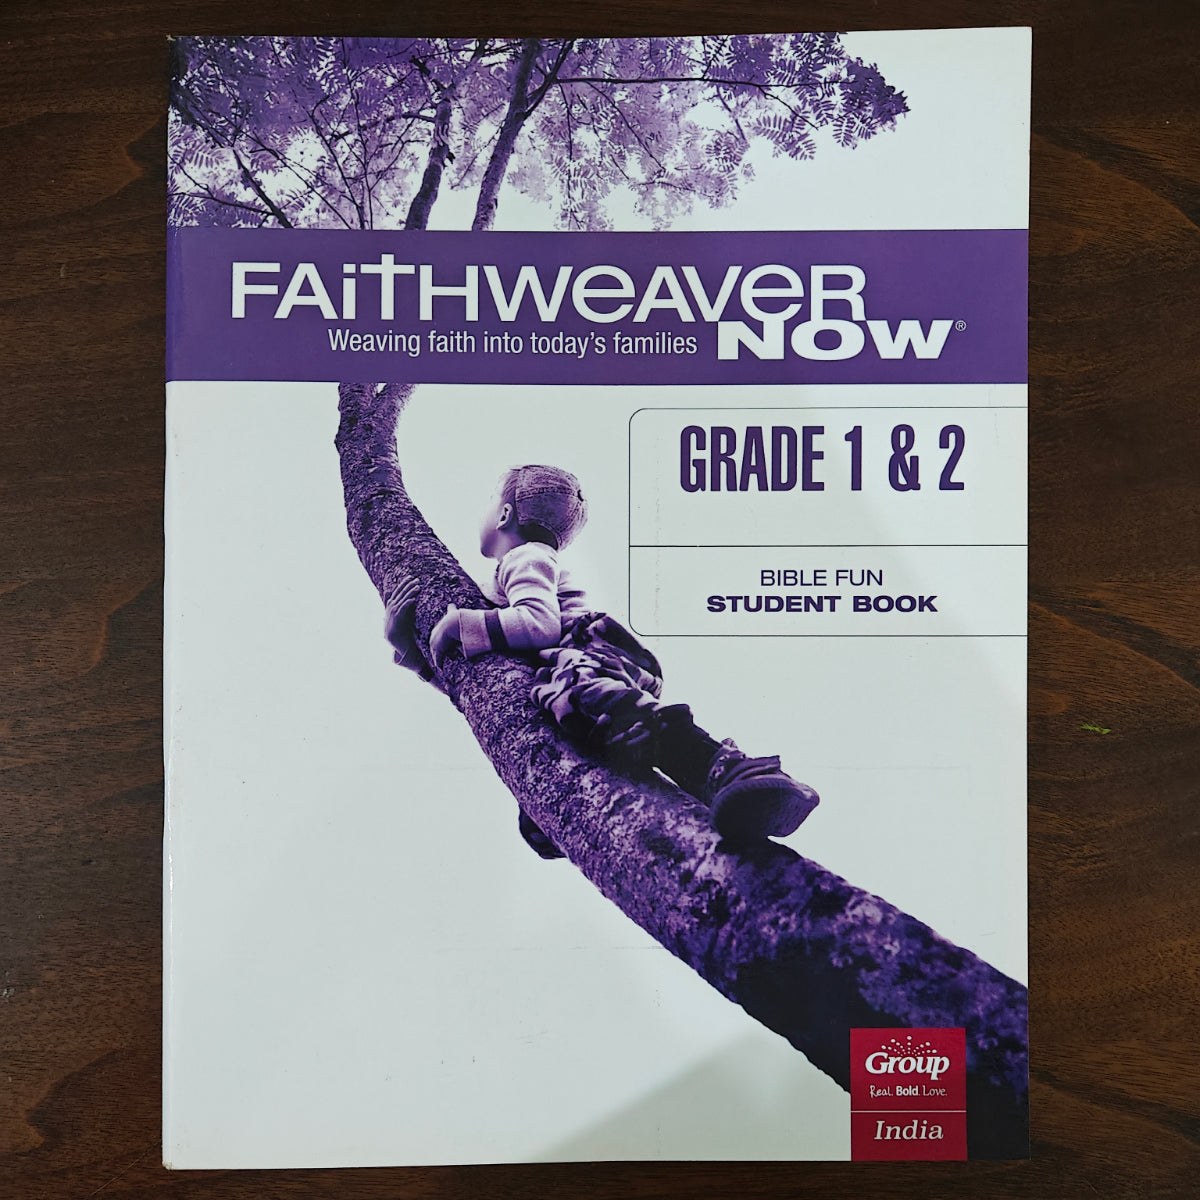 FAiTHWeAVeR
Weaving faith into today's families NOW®
GRADE 1 & 2
BIBLE FUN
STUDENT BOOK
Group
Real. Bold. Love.
India